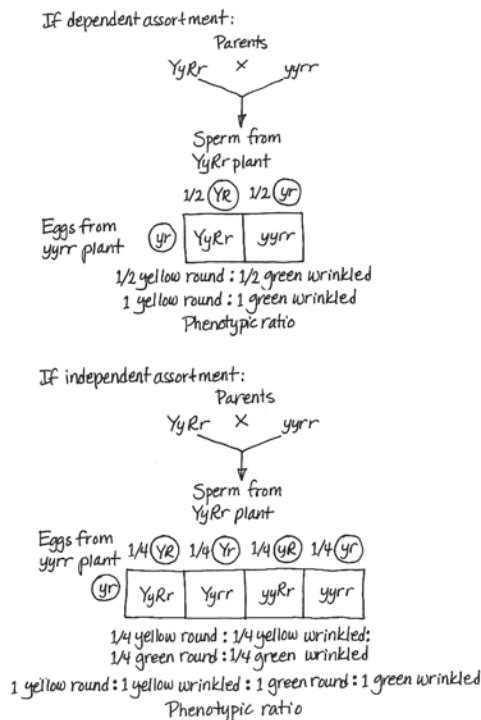 If dependent assortment:
Parents
YyRr × yyrr
Sperm from
YyRr plant
1/2 YR 1/2 yr
Eggs from
yyrr plant
yr YyRr yyrr
1/2 yellow round : 1/2 green wrinkled
1 yellow round : 1 green wrinkled
Phenotypic ratio
If independent assortment:
Parents
YyRr × yyrr
Sperm from
YyRr plant
Eggs from
yyrr plant
1/4 YR 1/4 Yr 1/4 yR 1/4 yr
yr YyRr Yyrr yyRr yyrr
1/4 yellow round : 1/4 yellow wrinkled:
1/4 green round : 1/4 green wrinkled
1 yellow round : 1 yellow wrinkled : 1 green round : 1 green wrinkled
Phenotypic ratio